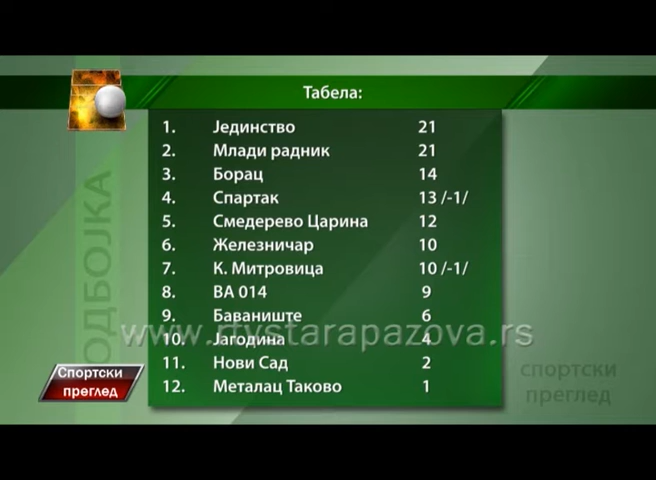 Табела:
1. Јединство 21
2. Млади радник 21
3. Борац 14
4. Спартак 13 /-1/
5. Смедерево Царина 12
6. Железничар 10
7. К. Митровица 10 /-1/
8. ВА 014 9
9. Баваниште 6
10. Јагодина 4
11. Нови Сад 2
12. Металац Таково 1
ОДБОЈКА
www.rtvstarapazova.rs
Спортски
преглед
спортски
преглед